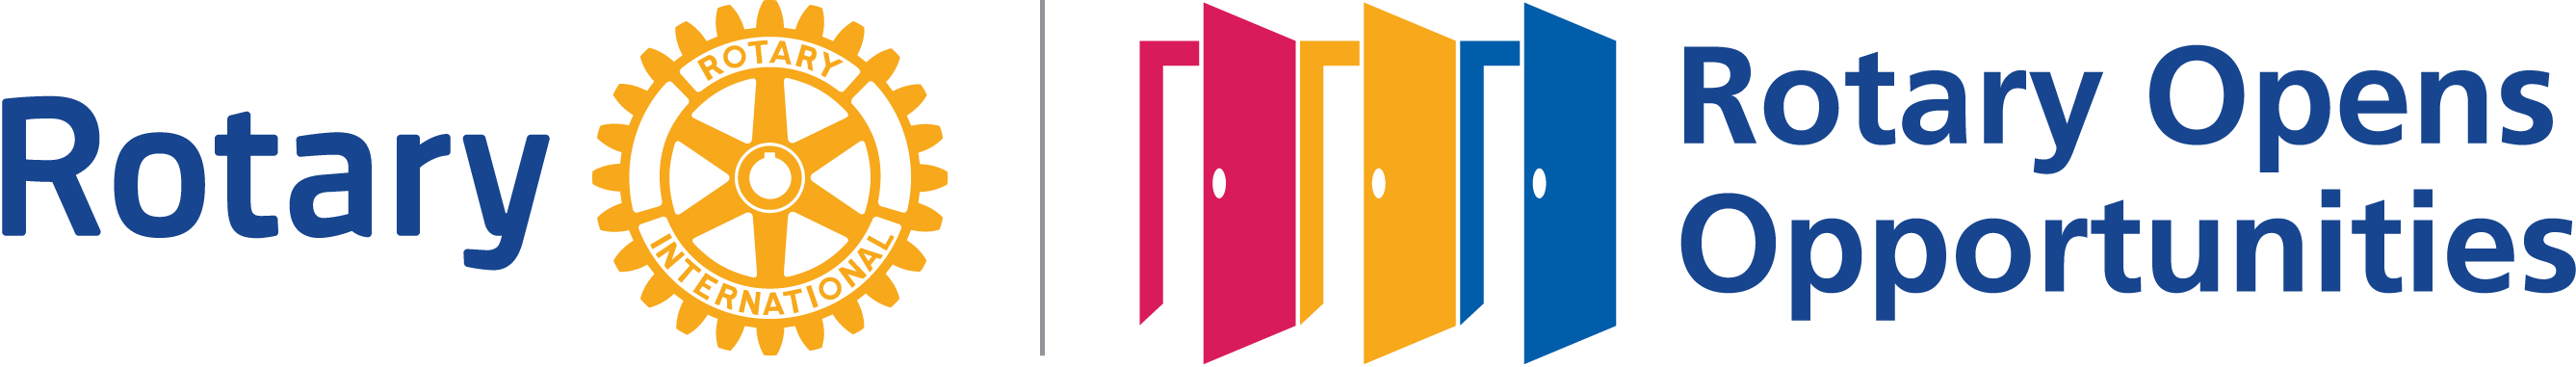 Rotary
ROTARY
INTERNATIONAL
Rotary Opens
Opportunities